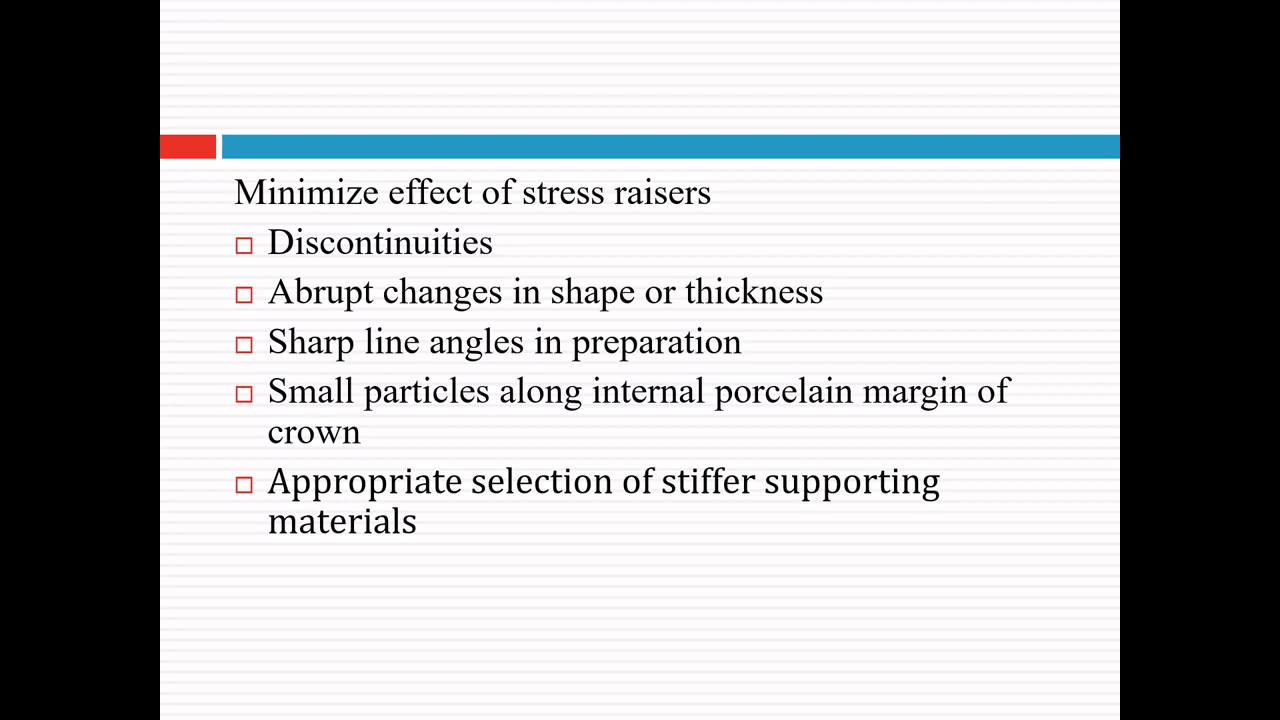 Minimize effect of stress raisers
Discontinuities
Abrupt changes in shape or thickness
Sharp line angles in preparation
Small particles along internal porcelain margin of
crown
Appropriate selection of stiffer supporting
materials